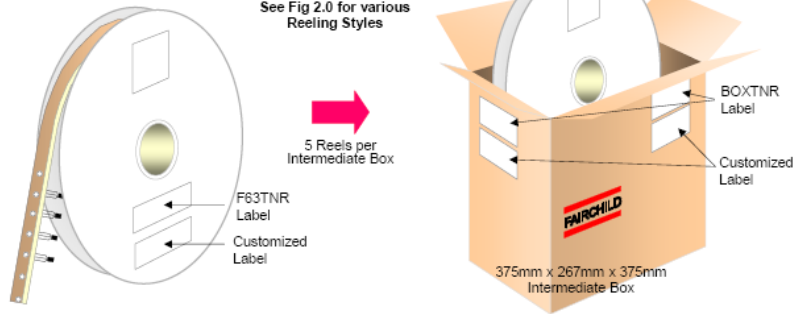 See Fig 2.0 for various
Reeling Styles
5 Reels per
Intermediate Box
F63TNR
Label
Customized
Label
BOXTNR
Label
Customized
Label
FAIRCHILD
375mm x 267mm x 375mm
Intermediate Box